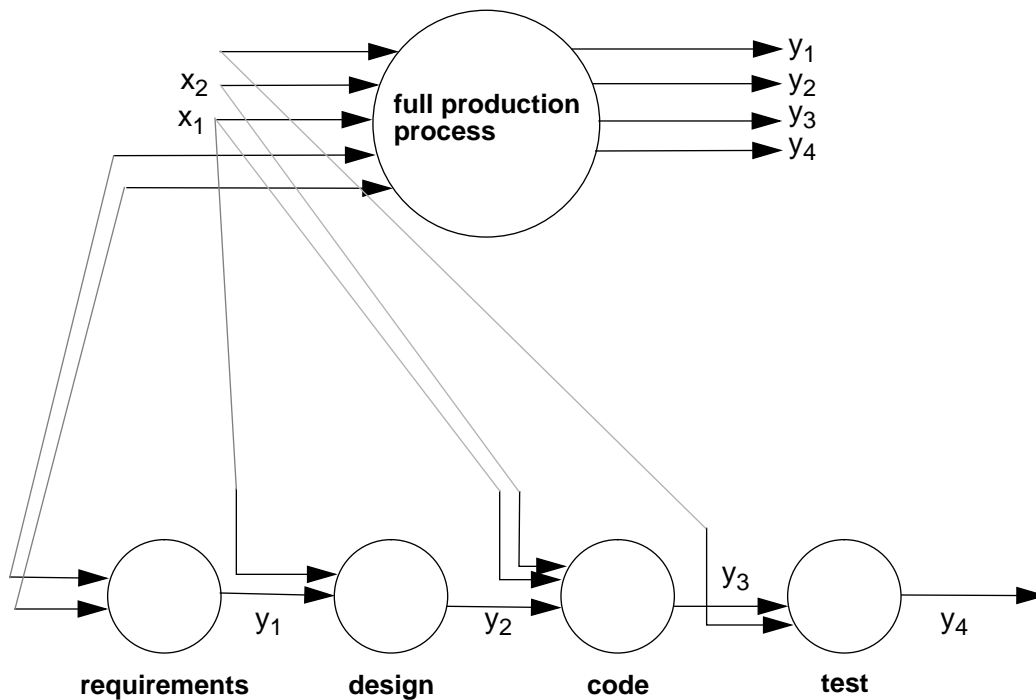 y1
x2
y2
full production
process
x1
y3
y4
y3
y1
y2
y4
requirements
design
code
test